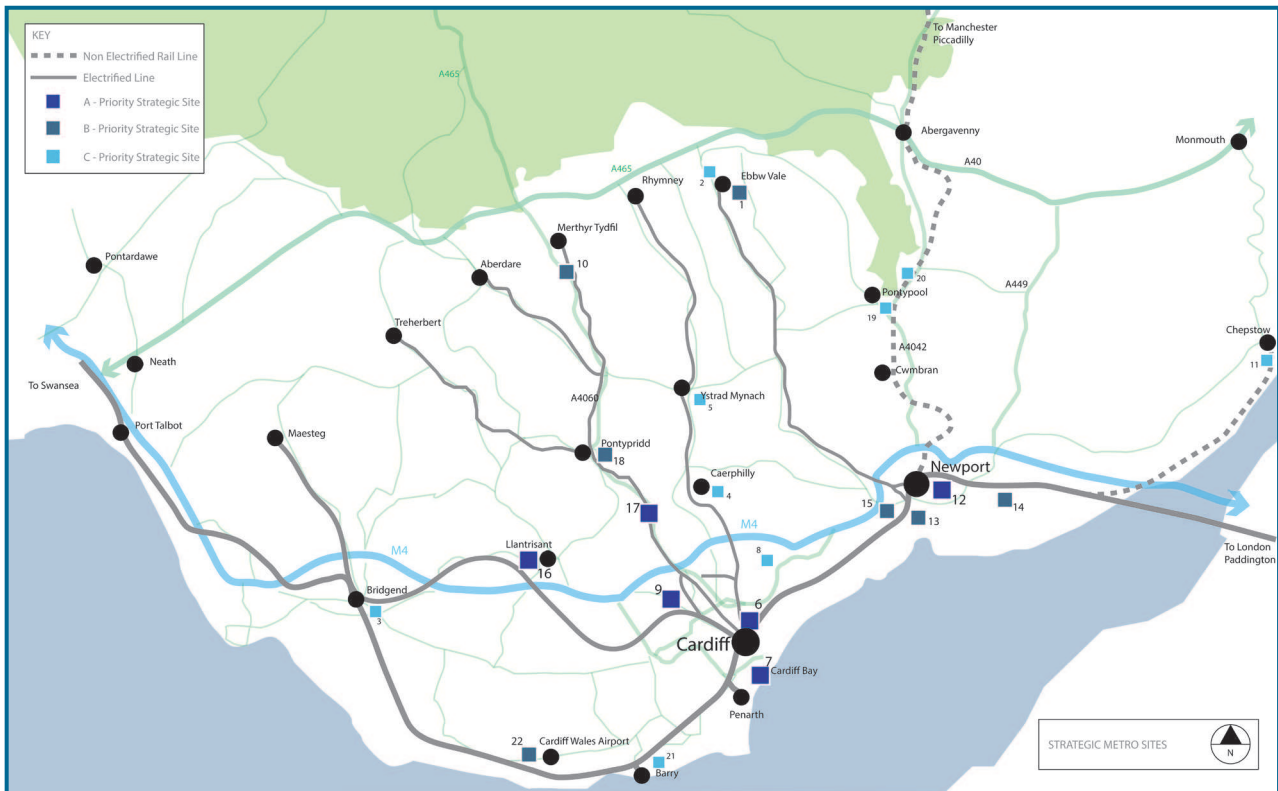 KEY
Non Electrified Rail Line
Electrified Line
A - Priority Strategic Site
B - Priority Strategic Site
C - Priority Strategic Site
To Manchester
Piccadilly
A465
Abergavenny
Monmouth
A40
A465
Rhymney
2
Ebbw Vale
1
Merthyr Tydfil
10
Pontardawe
Aberdare
20
Pontypool
19
A449
Treherbert
Chepstow
11
A4042
Neath
Cwmbran
To Swansea
A4060
Ystrad Mynach
5
Port Talbot
Maesteg
Pontypridd
18
Newport
Caerphilly
4
12
14
15
13
17
M4
To London
Paddington
Llantrisant
16
8
M4
Bridgend
3
9
6
Cardiff
7
Cardiff Bay
Penarth
22
Cardiff Wales Airport
21
Barry
STRATEGIC METRO SITES
N